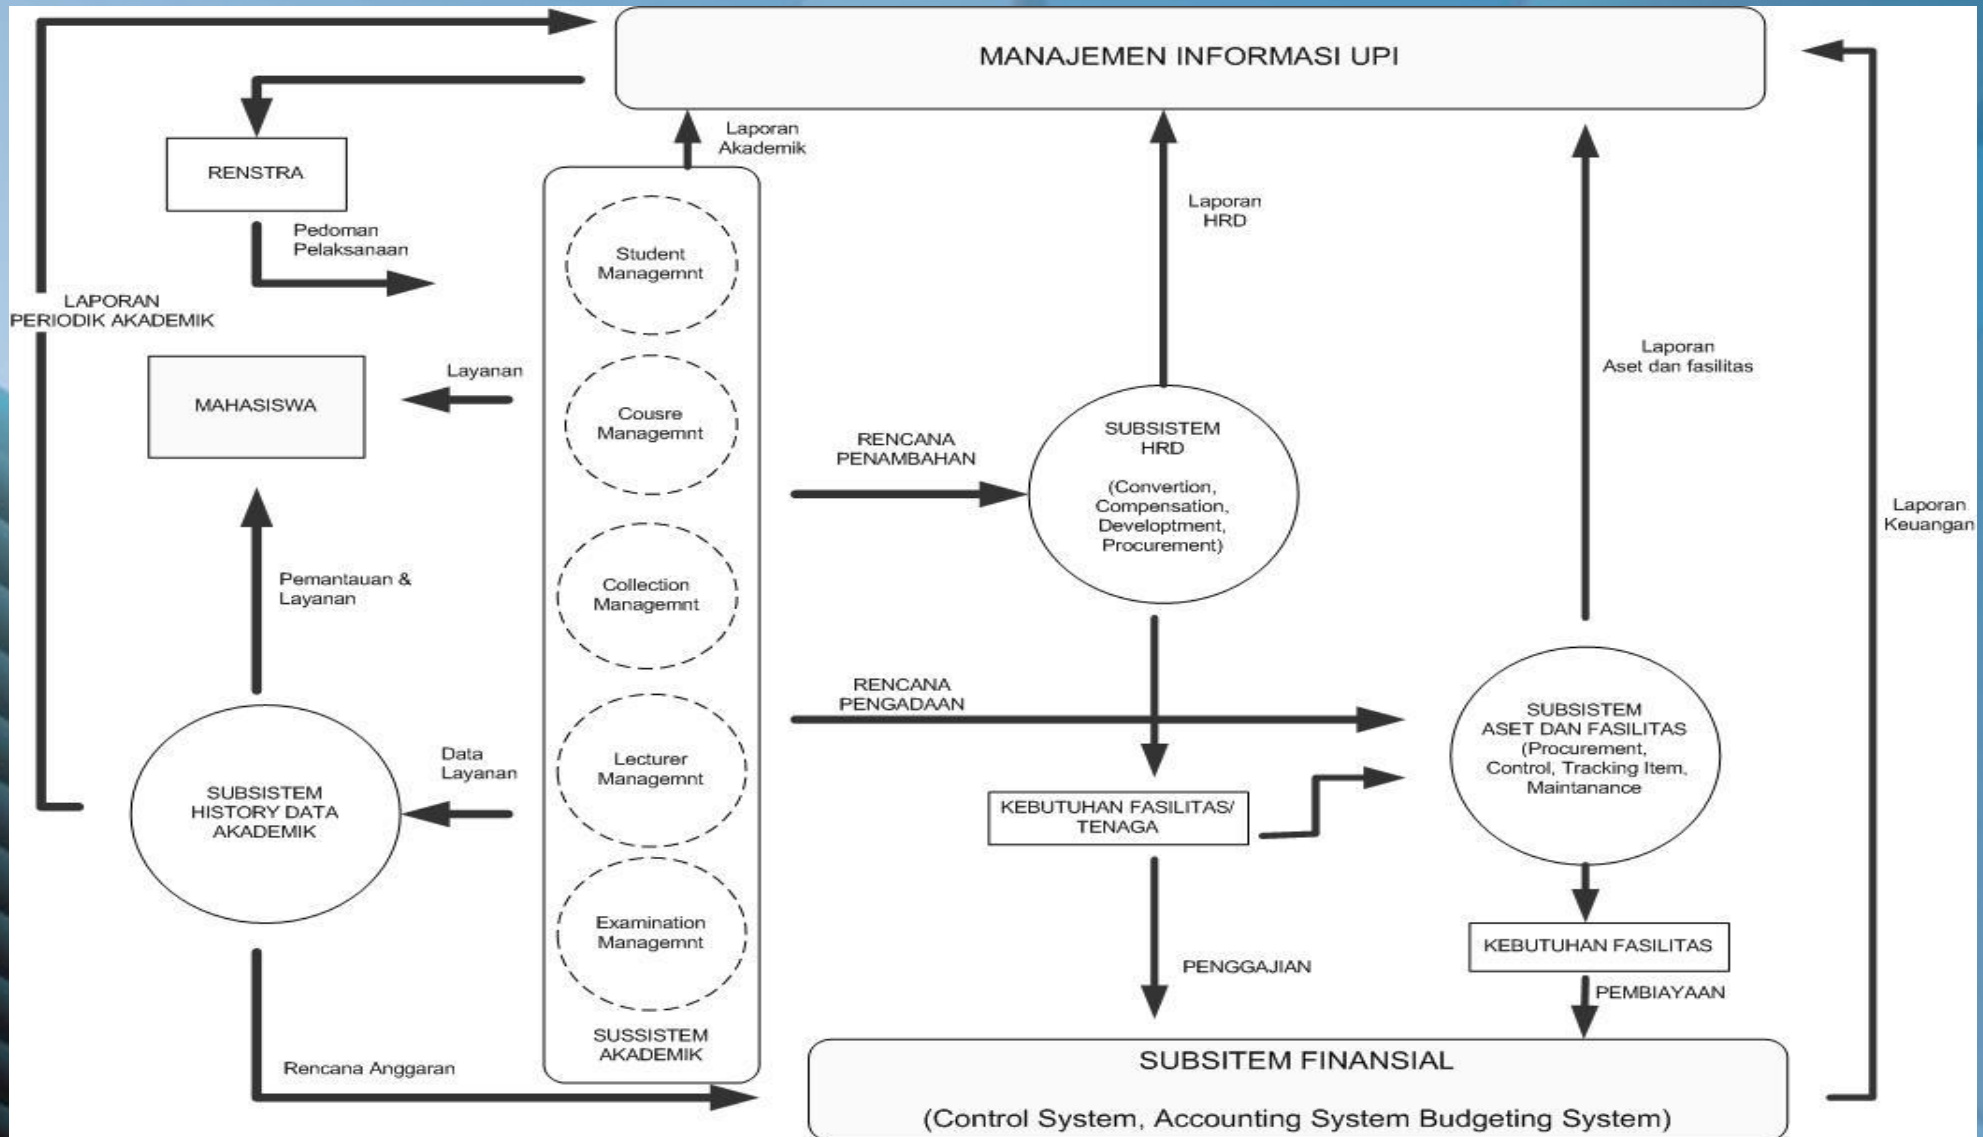 MANAJEMEN INFORMASI UPI
Laporan
Akademik
RENSTRA
Pedoman
Pelaksanaan
LAPORAN
PERIODIK AKADEMIK
MAHASISWA
Layanan
Pemantauan &
Layanan
SUBSISTEM
HISTORY DATA
AKADEMIK
Data
Layanan
Rencana Anggaran
Student
Managemnt
Cousre
Managemnt
Collection
Managemnt
Lecturer
Managemnt
Examination
Managemnt
SUSSISTEM
AKADEMIK
RENCANA
PENAMBAHAN
Laporan
HRD
SUBSISTEM
HRD
(Convertion,
Compensation,
Developtment,
Procurement)
RENCANA
PENGADAAN
KEBUTUHAN FASILITAS/
TENAGA
PENGGAJIAN
Laporan
Aset dan fasilitas
SUBSISTEM
ASET DAN FASILITAS
(Procurement,
Control, Tracking Item,
Maintanance
KEBUTUHAN FASILITAS
PEMBIAYAAN
Laporan
Keuangan
SUBSITEM FINANSIAL
(Control System, Accounting System Budgeting System)